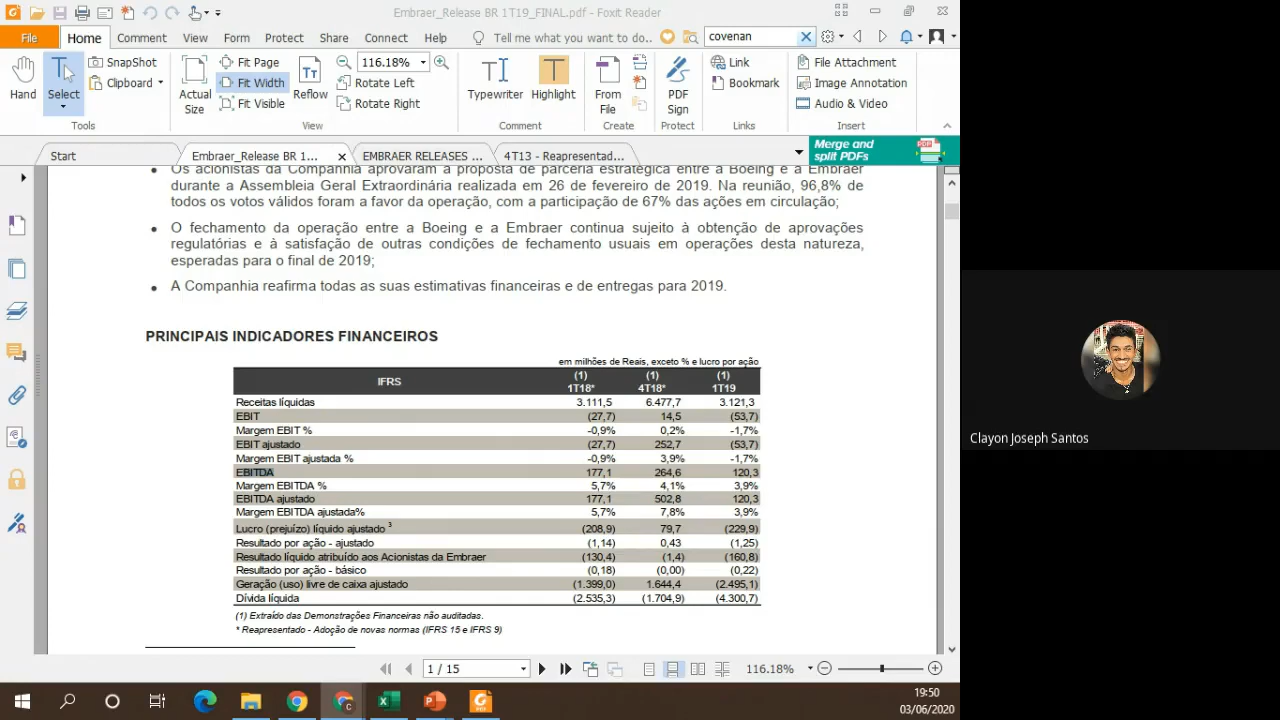 Embraer_Release BR 1T19_FINAL.pdf - Foxit Reader
File Home Comment View Form Protect Share Connect Help Tell me what you want to do.. covenan
Hand
Select
SnapShot
Clipboard
Tools
Actual Size
Fit Page
Fit Width
Fit Visible
Reflow
116.18%
Rotate Left
Rotate Right
View
Typewriter
Highlight
Comment
From File
Create
PDF Sign
Protect
Link
Bookmark
Links
File Attachment
Image Annotation
Audio & Video
Insert
Start
Embraer_Release BR 1...
EMBRAER RELEASES ...
4T13 - Reapresentad...
Merge and
split PDFs
PDF
• Os acionistas da Companhia aprovaram a proposta de parceria estratégica entre a Boeing e a Embraer
durante a Assembleia Geral Extraordinária realizada em 26 de fevereiro de 2019. Na reunião, 96,8% de
todos os votos válidos foram a favor da operação, com a participação de 67% das ações em circulação;
• O fechamento da operação entre a Boeing e a Embraer continua sujeito à obtenção de aprovações
regulatórias e à satisfação de outras condições de fechamento usuais em operações desta natureza,
esperadas para o final de 2019;
• A Companhia reafirma todas as suas estimativas financeiras e de entregas para 2019.
PRINCIPAIS INDICADORES FINANCEIROS
em milhões de Reais, exceto % e lucro por ação
IFRS (1) 1T18* (1) 4T18* (1) 1T19
Receitas líquidas 3.111,5 6.477,7 3.121,3
EBIT (27,7) 14,5 (53,7)
Margem EBIT % -0,9% 0,2% -1,7%
EBIT ajustado (27,7) 252,7 (53,7)
Margem EBIT ajustada % -0,9% 3,9% -1,7%
EBITDA 177,1 264,6 120,3
Margem EBITDA % 5,7% 4,1% 3,9%
EBITDA ajustado 177,1 502,8 120,3
Margem EBITDA ajustada% 5,7% 7,8% 3,9%
Lucro (prejuízo) líquido ajustado 3 (208,9) 79,7 (229,9)
Resultado por ação - ajustado (1,14) 0,43 (1,25)
Resultado líquido atribuído aos Acionistas da Embraer (130,4) (1,4) (160,8)
Resultado por ação - básico (0,18) (0,00) (0,22)
Geração (uso) livre de caixa ajustado (1.399,0) 1.644,4 (2.495,1)
Dívida líquida (2.535,3) (1.704,9) (4.300,7)
(1) Extraído das Demonstrações Financeiras não auditadas.
* Reapresentado - Adoção de novas normas (IFRS 15 e IFRS 9)
1 / 15
116.18%
19:50
03/06/2020
Clayon Joseph Santos